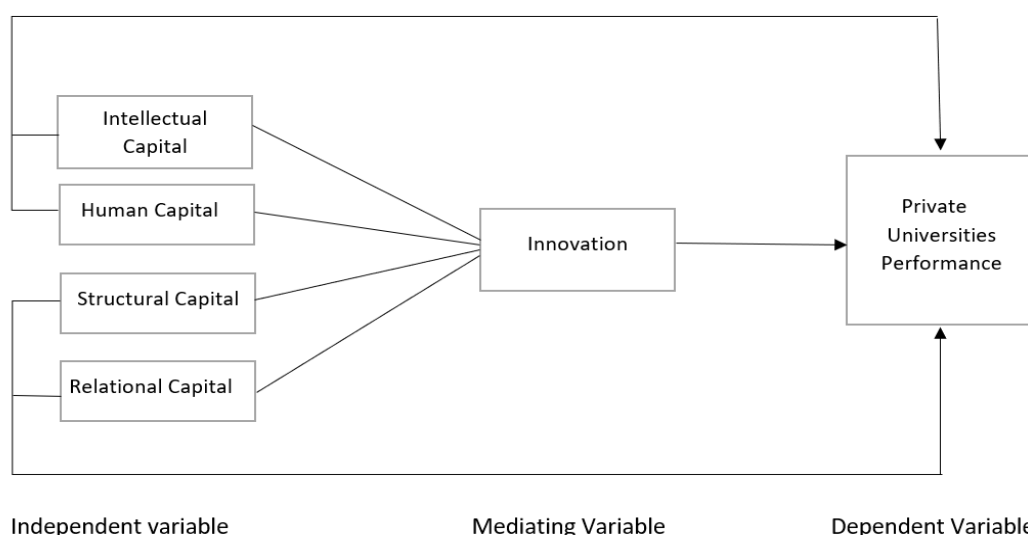 Intellectual
Capital
Human Capital
Structural Capital
Relational Capital
Innovation
Private
Universities
Performance
Independent variable
Mediating Variable
Dependent Variable